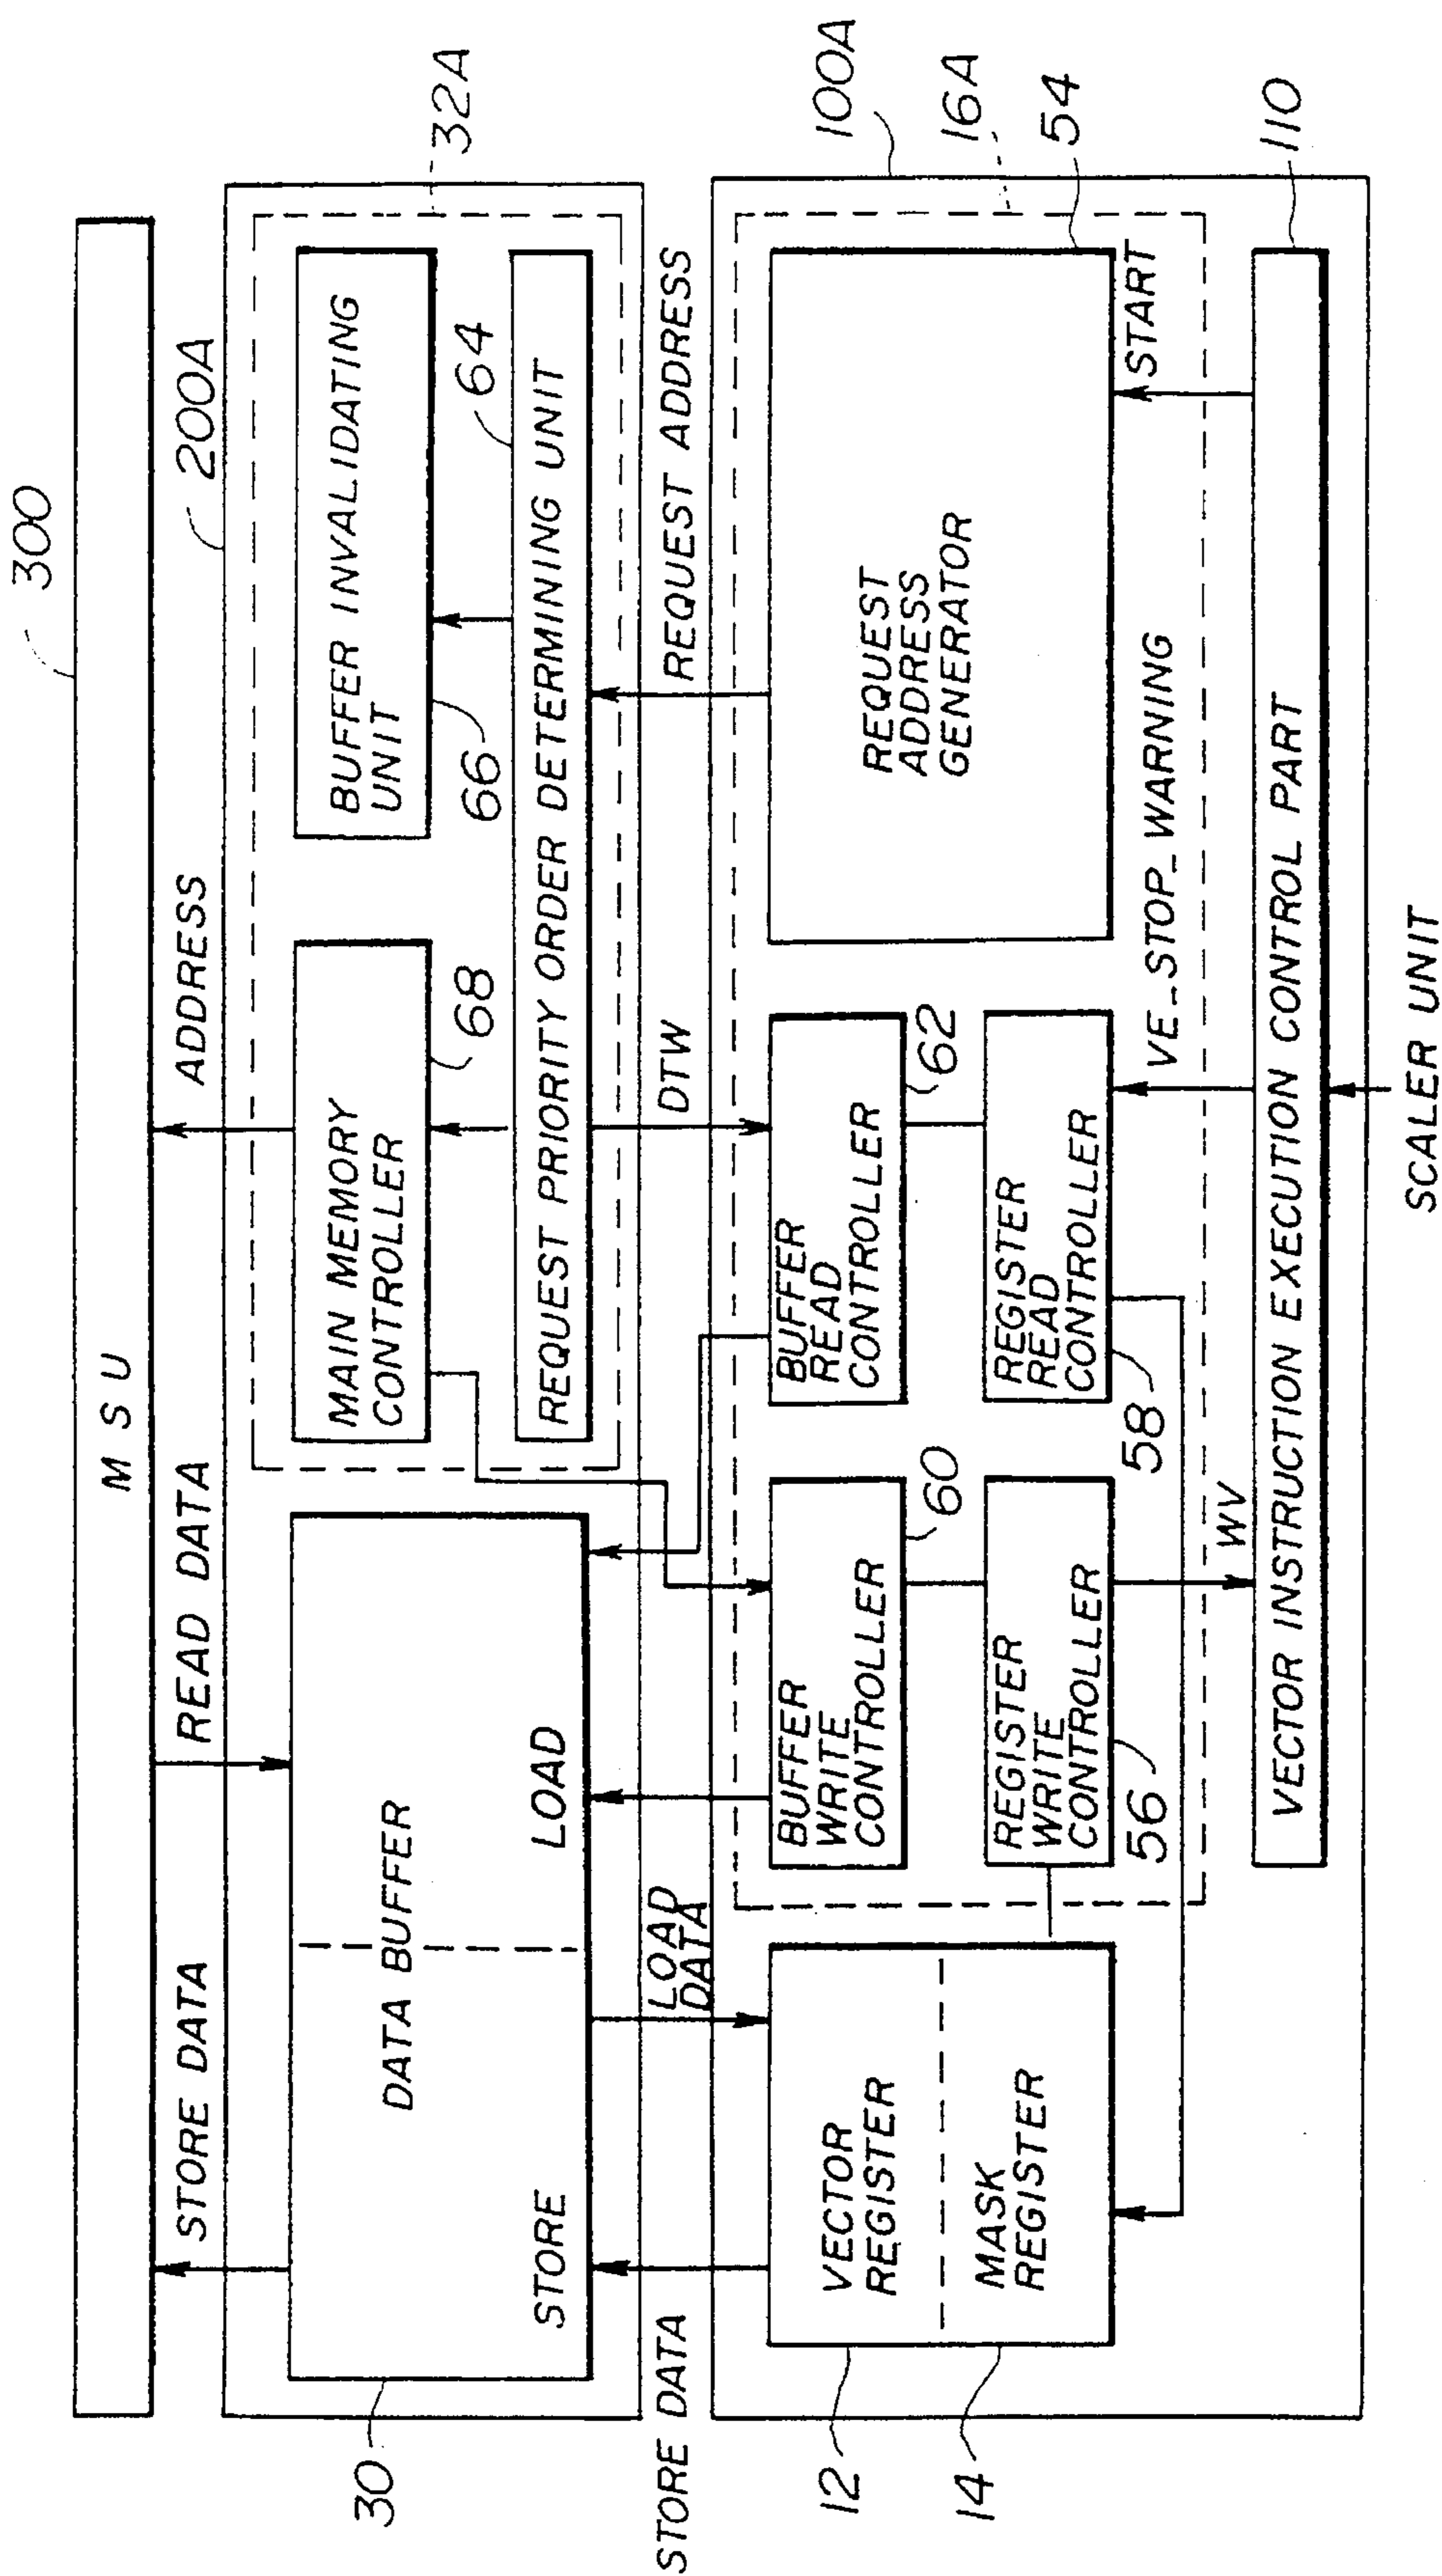 300
M S U
STORE DATA
READ DATA
ADDRESS
200A
DATA BUFFER
STORE
LOAD
30
MAIN MEMORY
CONTROLLER
68
BUFFER INVALIDATING
UNIT
66
64
32A
REQUEST PRIORITY ORDER DETERMINING UNIT
STORE DATA
LOAD
DATA
DTW
REQUEST ADDRESS
100A
16A
VECTOR
REGISTER
12
MASK
REGISTER
14
BUFFER
WRITE
CONTROLLER
60
REGISTER
WRITE
CONTROLLER
56
BUFFER
READ
CONTROLLER
62
REGISTER
READ
CONTROLLER
58
REQUEST
ADDRESS
GENERATOR
54
WV
VE_STOP_WARNING
START
VECTOR INSTRUCTION EXECUTION CONTROL PART
110
SCALER UNIT